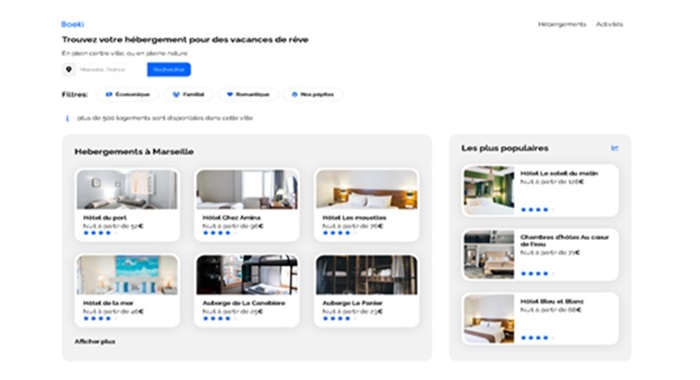 Booki
Hébergements
Activités
Trouvez votre hébergement pour des vacances de rêve
En plein centre ville, ou en pleine nature
Marseille, France
Rechercher
Filtres:
Économique
Familial
Romantique
Nos pépites
plus de 500 logements sont disponibles dans cette ville
Hebergements à Marseille
Hôtel du port
Nuit à partir de 52€
Hôtel Chez Amina
Nuit à partir de 96€
Hôtel Les mouettes
Nuit à partir de 76€
Hôtel de la mer
Nuit à partir de 46€
Auberge de La Canebière
Nuit à partir de 25€
Auberge Le Panier
Nuit à partir de 23€
Afficher plus
Les plus populaires
Hôtel Le soleil du matin
Nuit à partir de 128€
Chambres d'hôtes Au cœur
de l'eau
Nuit à partir de 71€
Hôtel Bleu et Blanc
Nuit à partir de 68€